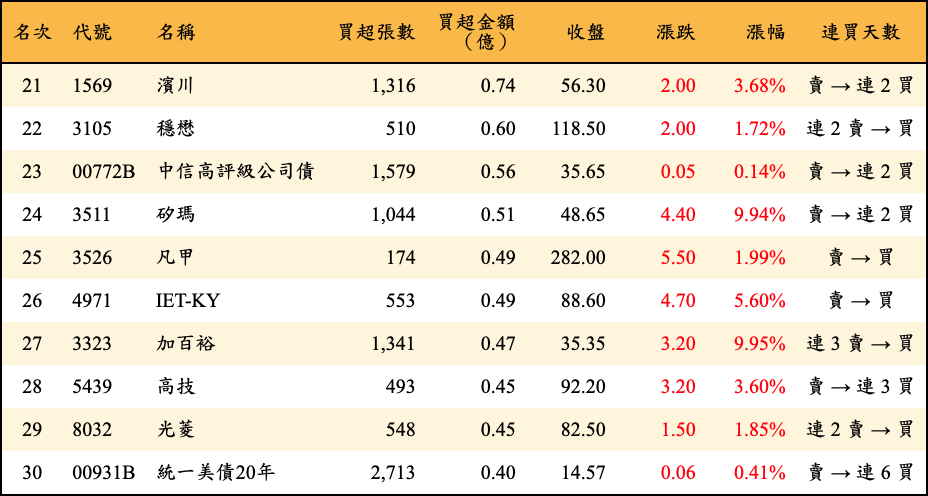 名次 代號 名稱 買超張數 買超金額（億） 收盤 漲跌 漲幅 連買天數
21 1569 濱川 1,316 0.74 56.30 2.00 3.68% 賣 → 連 2 買
22 3105 穩懋 510 0.60 118.50 2.00 1.72% 連 2 賣 → 買
23 00772B 中信高評級公司債 1,579 0.56 35.65 0.05 0.14% 賣 → 連 2 買
24 3511 矽瑪 1,044 0.51 48.65 4.40 9.94% 賣 → 連 2 買
25 3526 凡甲 174 0.49 282.00 5.50 1.99% 賣 → 買
26 4971 IET-KY 553 0.49 88.60 4.70 5.60% 賣 → 買
27 3323 加百裕 1,341 0.47 35.35 3.20 9.95% 連 3 賣 → 買
28 5439 高技 493 0.45 92.20 3.20 3.60% 賣 → 連 3 買
29 8032 光菱 548 0.45 82.50 1.50 1.85% 連 2 賣 → 買
30 00931B 統一美債20年 2,713 0.40 14.57 0.06 0.41% 賣 → 連 6 買